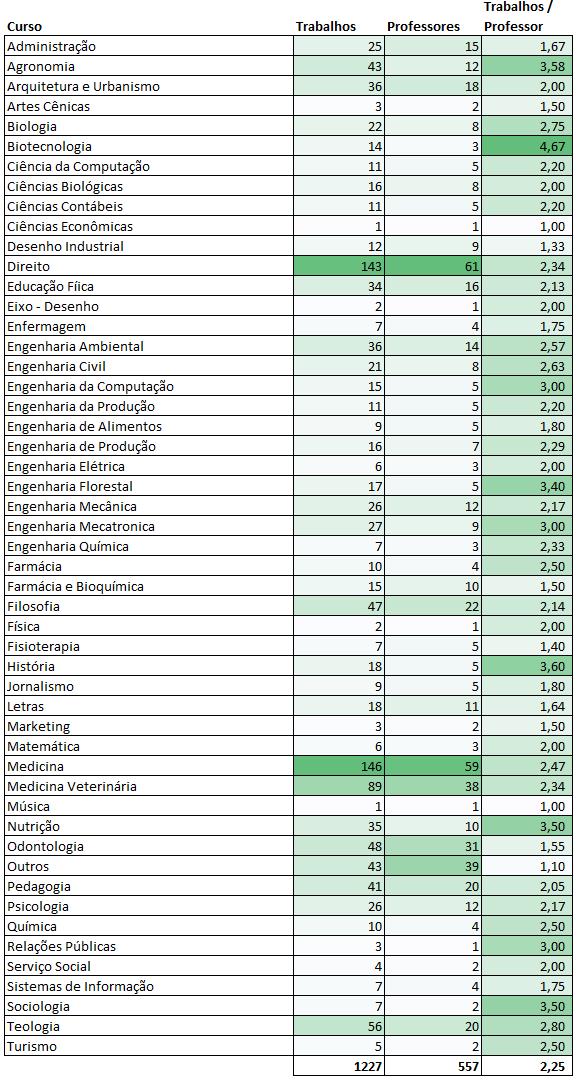 Trabalhos /
Curso Trabalhos Professores Professor
Administração 25 15 1,67
Agronomia 43 12 3,58
Arquitetura e Urbanismo 36 18 2,00
Artes Cênicas 3 2 1,50
Biologia 22 8 2,75
Biotecnologia 14 3 4,67
Ciência da Computação 11 5 2,20
Ciências Biológicas 16 8 2,00
Ciências Contábeis 11 5 2,20
Ciências Econômicas 1 1 1,00
Desenho Industrial 12 9 1,33
Direito 143 61 2,34
Educação Fíica 34 16 2,13
Eixo - Desenho 2 1 2,00
Enfermagem 7 4 1,75
Engenharia Ambiental 36 14 2,57
Engenharia Civil 21 8 2,63
Engenharia da Computação 15 5 3,00
Engenharia da Produção 11 5 2,20
Engenharia de Alimentos 9 5 1,80
Engenharia de Produção 16 7 2,29
Engenharia Elétrica 6 3 2,00
Engenharia Florestal 17 5 3,40
Engenharia Mecânica 26 12 2,17
Engenharia Mecatronica 27 9 3,00
Engenharia Química 7 3 2,33
Farmácia 10 4 2,50
Farmácia e Bioquímica 15 10 1,50
Filosofia 47 22 2,14
Física 2 1 2,00
Fisioterapia 7 5 1,40
História 18 5 3,60
Jornalismo 9 5 1,80
Letras 18 11 1,64
Marketing 3 2 1,50
Matemática 6 3 2,00
Medicina 146 59 2,47
Medicina Veterinária 89 38 2,34
Música 1 1 1,00
Nutrição 35 10 3,50
Odontologia 48 31 1,55
Outros 43 39 1,10
Pedagogia 41 20 2,05
Psicologia 26 12 2,17
Química 10 4 2,50
Relações Públicas 3 1 3,00
Serviço Social 4 2 2,00
Sistemas de Informação 7 4 1,75
Sociologia 7 2 3,50
Teologia 56 20 2,80
Turismo 5 2 2,50
1227 557 2,25